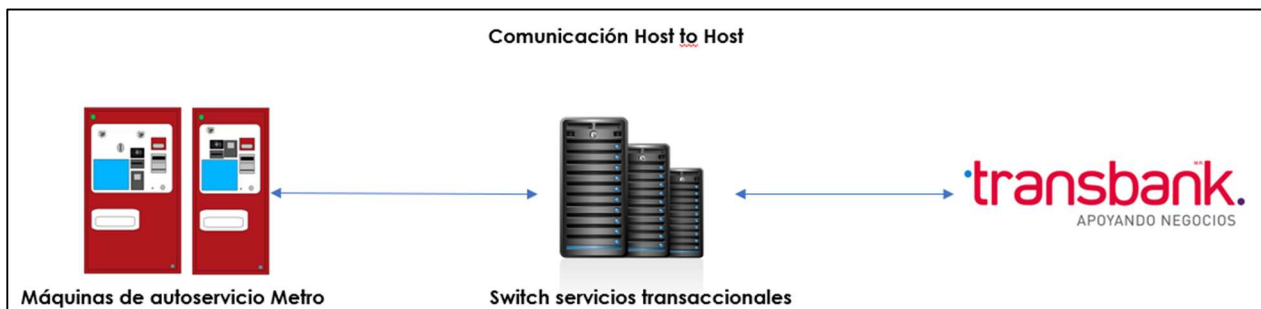 Comunicación Host to Host
transbank.
APOYANDO NEGOCIOS
Máquinas de autoservicio Metro
Switch servicios transaccionales